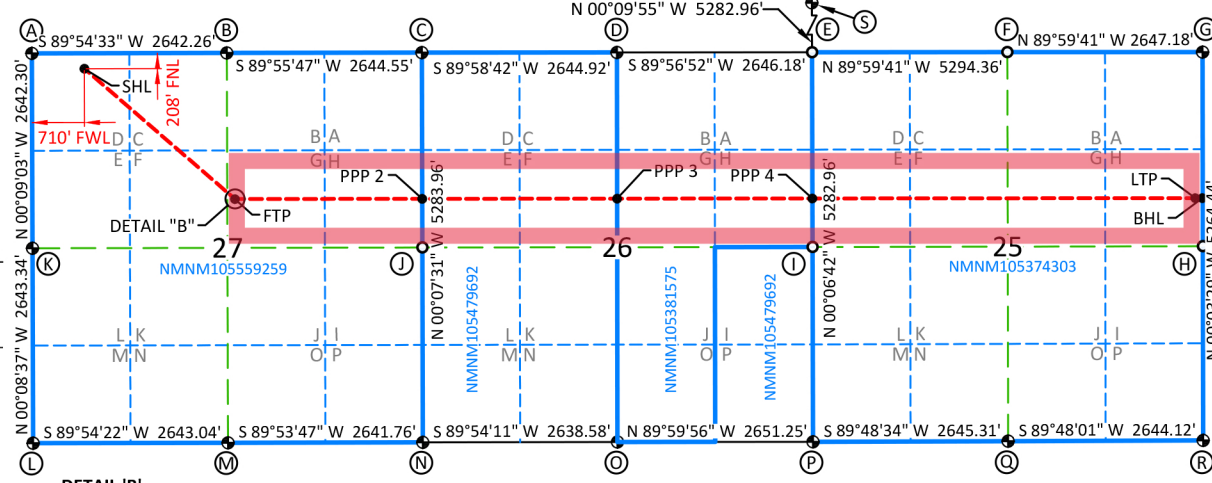 N 00°09'55" W 5282.96'
S
A
B
C
D
E
F
G
S 89°54'33" W 2642.26'
S 89°55'47" W 2644.55'
S 89°58'42" W 2644.92'
S 89°56'52" W 2646.18'
N 89°59'41" W 5294.36'
N 89°59'41" W 2647.18'
SHL
208' FNL
710' FWL
N 00°09'03" W 2642.30'
D C
E F
B A
G H
D C
E F
B A
G H
D C
E F
B A
G H
PPP 2
5283.96'
PPP 3
PPP 4
5282.96'
LTP
BHL
DETAIL "B"
FTP
27
26
25
K
J
I
H
NMNM105559259
NMNM105374303
N 00°08'37" W 2643.34'
N 00°07'31" W
NMNM105479692
NMNM105381575
NMNM105479692
N 00°06'42" W
L K
M N
J I
O P
L K
M N
J I
O P
L K
M N
J I
O P
S 89°54'22" W 2643.04'
S 89°53'47" W 2641.76'
S 89°54'11" W 2638.58'
N 89°59'56" W 2651.25'
S 89°48'34" W 2645.31'
S 89°48'01" W 2644.12'
L
M
N
O
P
Q
R